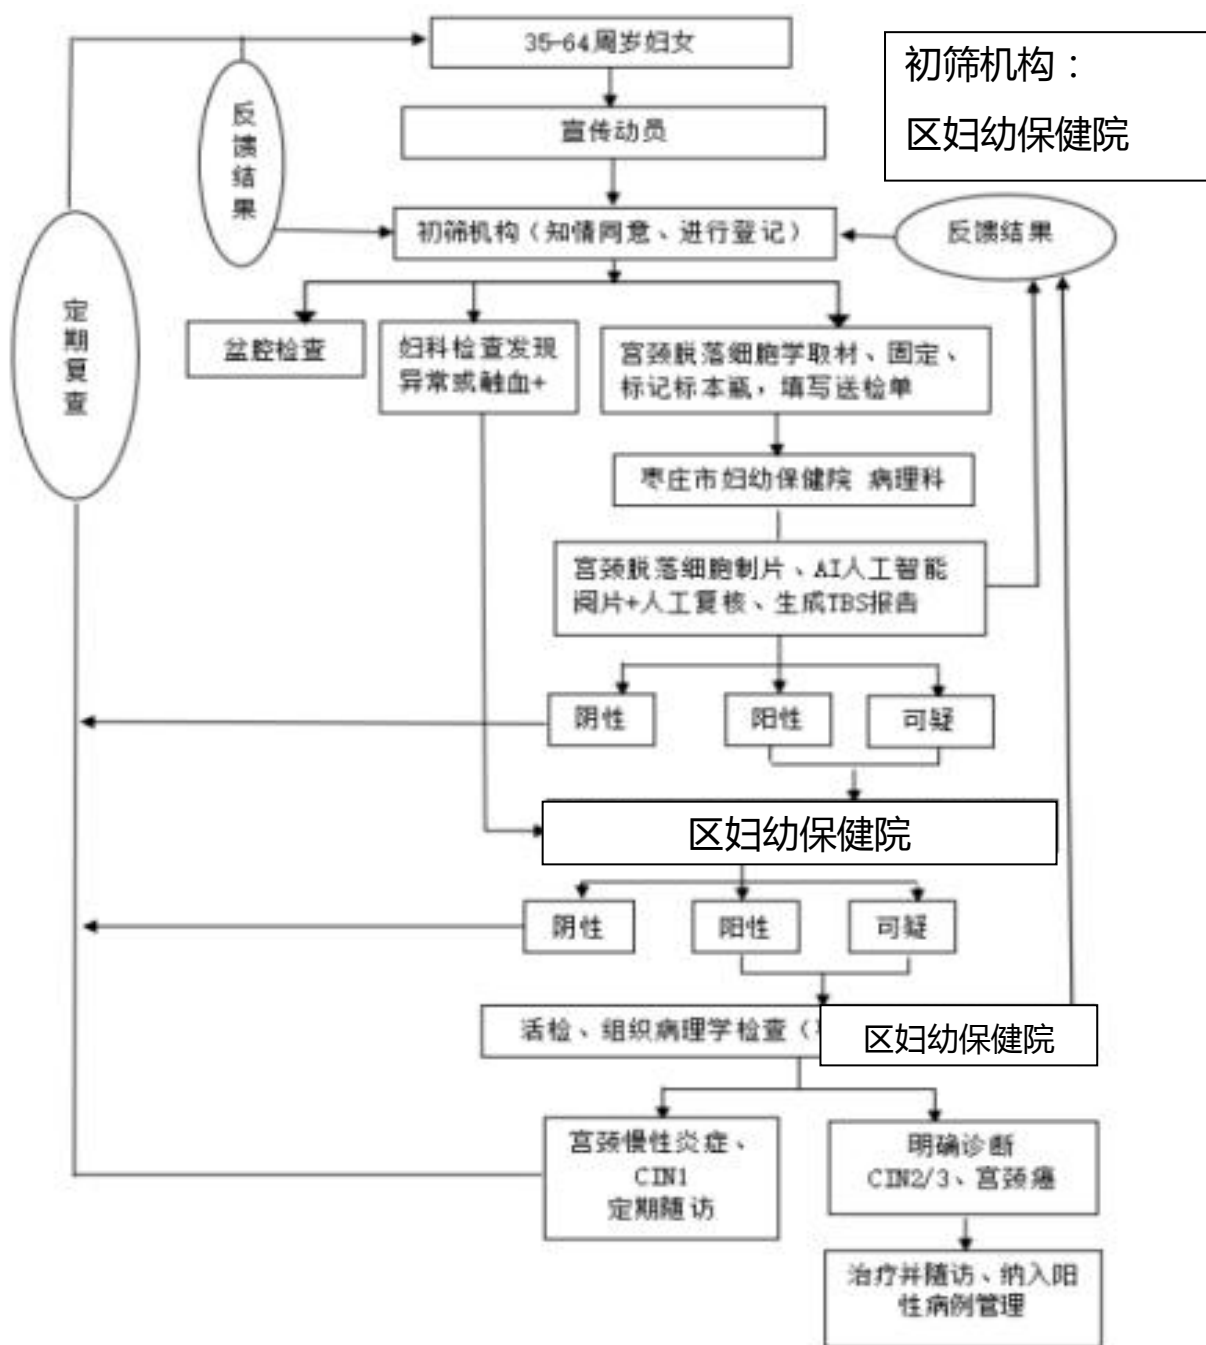 35-64周岁妇女
初筛机构：
区妇幼保健院
宣传动员
反馈结果
初筛机构（知情同意、进行登记）
反馈结果
定期复查
盆腔检查
妇科检查发现
异常或触血+
宫颈脱落细胞学取材、固定、
标记标本瓶，填写送检单
枣庄市妇幼保健院 病理科
宫颈脱落细胞制片、AI人工智能
阅片+人工复核、生成TBS报告
阴性
阳性
可疑
区妇幼保健院
阴性
阳性
可疑
活检、组织病理学检查（
区妇幼保健院
宫颈慢性炎症、
CIN1
定期随访
明确诊断
CIN2/3、宫颈癌
治疗并随访、纳入阳
性病例管理